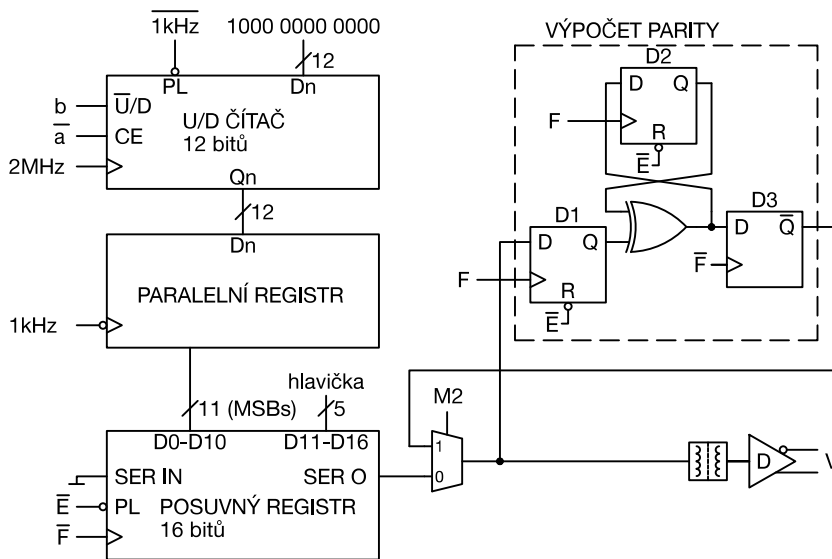 1kHz
1000 0000 0000
12
PL
Dn
b
U/D
a
CE
2MHz
U/D ČÍTAČ
12 bitů
Qn
12
Dn
PARALELNÍ REGISTR
1kHz
11 (MSBs)
hlavička
5
D0-D10
D11-D16
SER IN
SER O
E
PL
POSUVNÝ REGISTR
16 bitů
F
M2
1
0
VÝPOČET PARITY
D2
D
Q
F
R
E
D1
D
Q
F
R
E
D3
D
Q
F
D
V